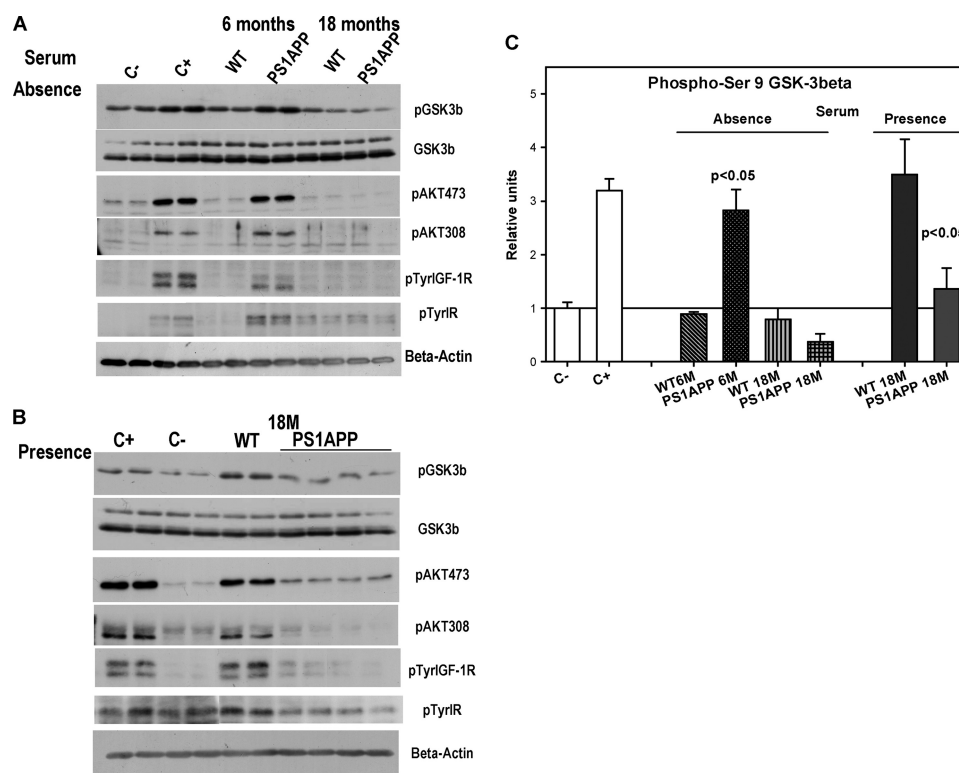 A
6 months
18 months
Serum
Absence
C-
C+
WT
PS1APP
WT
PS1APP
pGSK3b
GSK3b
pAKT473
pAKT308
pTyrIGF-1R
pTyrIR
Beta-Actin
B
Presence
18M
C+
C-
WT
PS1APP
pGSK3b
GSK3b
pAKT473
pAKT308
pTyrIGF-1R
pTyrIR
Beta-Actin
C
Phospho-Ser 9 GSK-3beta
Absence
Serum
Presence
Relative units
5
4
3
2
1
0
p<0.05
p<0.05
C-
C+
WT6M
PS1APP 6M
WT 18M
PS1APP 18M
WT 18M
PS1APP 18M